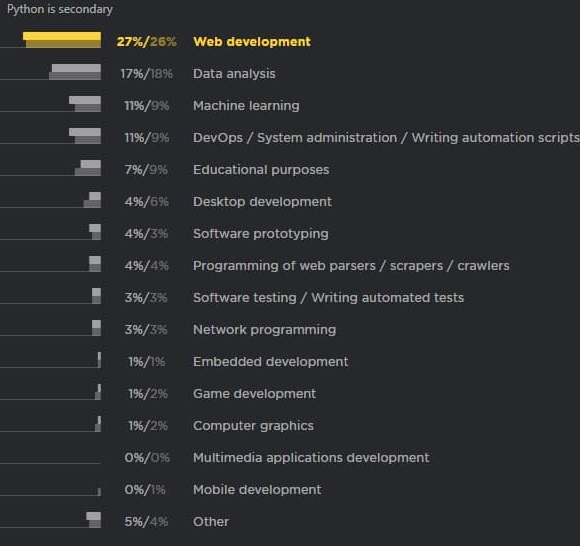 Python is secondary
27%/26% Web development
17%/18% Data analysis
11%/9% Machine learning
11%/9% DevOps / System administration / Writing automation scripts
7%/9% Educational purposes
4%/6% Desktop development
4%/3% Software prototyping
4%/4% Programming of web parsers / scrapers / crawlers
3%/3% Software testing / Writing automated tests
3%/3% Network programming
1%/1% Embedded development
1%/2% Game development
1%/2% Computer graphics
0%/0% Multimedia applications development
0%/1% Mobile development
5%/4% Other